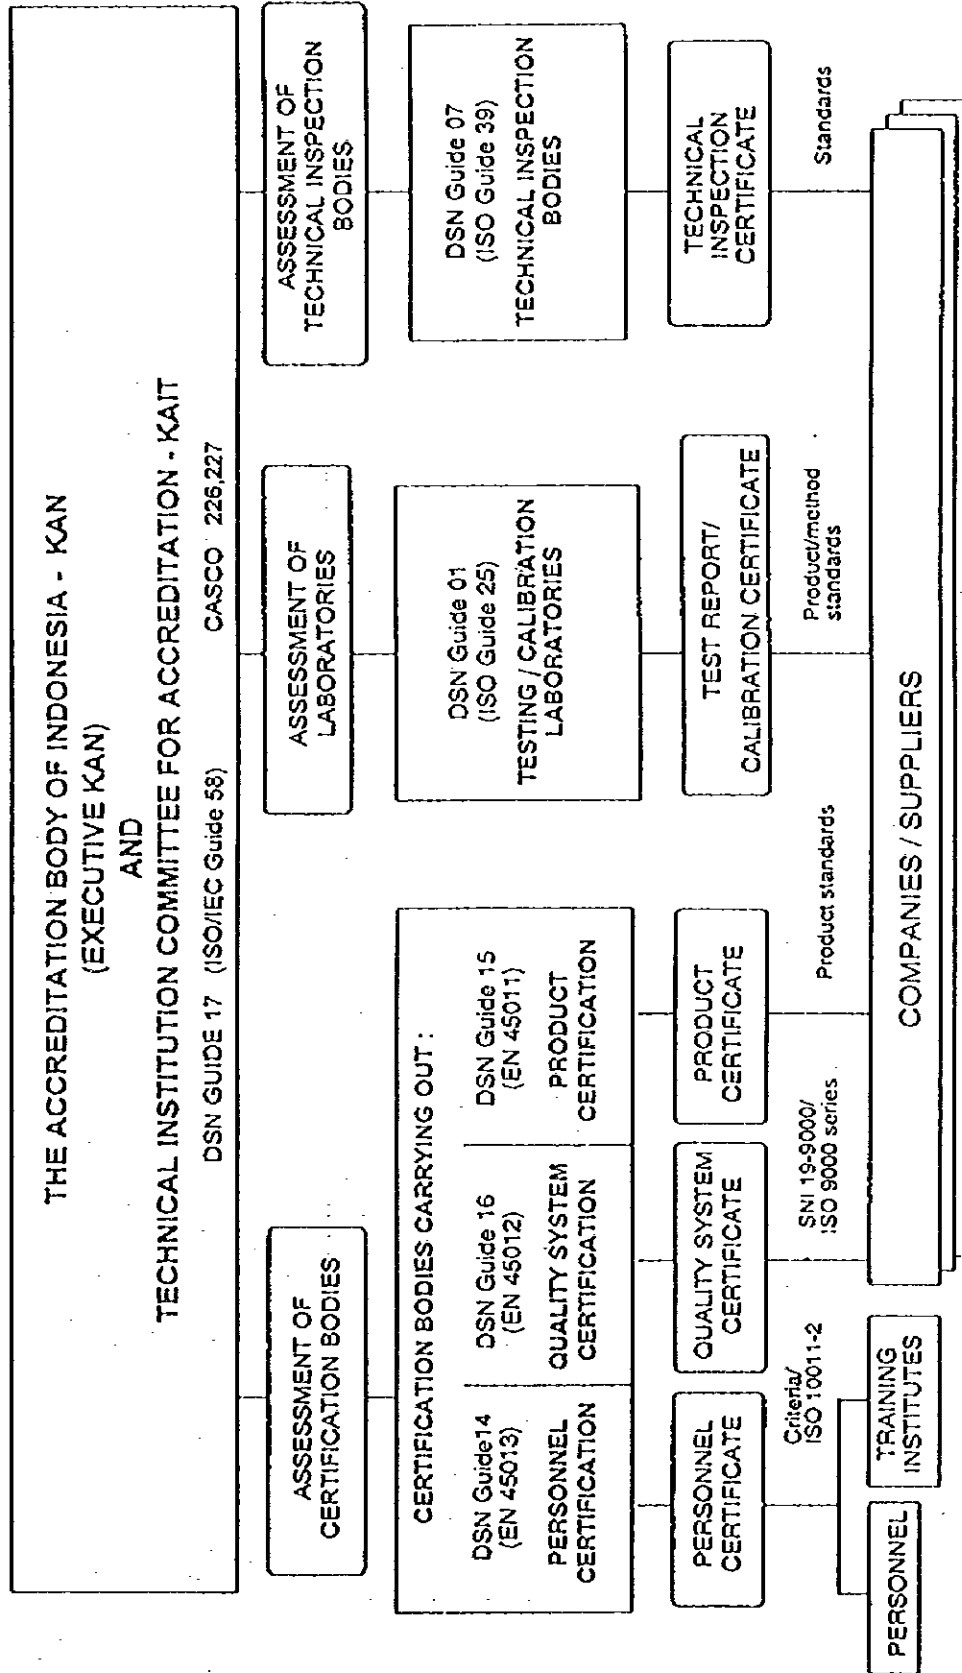 THE ACCREDITATION BODY OF INDONESIA - KAN
(EXECUTIVE KAN)
AND
TECHNICAL INSTITUTION COMMITTEE FOR ACCREDITATION - KAIT
DSN GUIDE 17 (ISO/IEC Guide 58) CASCO 226,227
ASSESSMENT OF
CERTIFICATION BODIES
ASSESSMENT OF
LABORATORIES
ASSESSMENT OF
TECHNICAL INSPECTION
BODIES
CERTIFICATION BODIES CARRYING OUT :
DSN Guide14
(EN 45013)
PERSONNEL
CERTIFICATION
DSN Guide 16
(EN 45012)
QUALITY SYSTEM
CERTIFICATION
DSN Guide 15
(EN 45011)
PRODUCT
CERTIFICATION
DSN Guide 01
(ISO Guide 25)
TESTING / CALIBRATION
LABORATORIES
DSN Guide 07
(ISO Guide 39)
TECHNICAL INSPECTION
BODIES
PERSONNEL
CERTIFICATE
QUALITY SYSTEM
CERTIFICATE
PRODUCT
CERTIFICATE
TEST REPORT/
CALIBRATION CERTIFICATE
TECHNICAL
INSPECTION
CERTIFICATE
Criteria/
ISO 10011-2
SNI 19-9000/
ISO 9000 series
Product standards
Product/method
standards
Standards
PERSONNEL
TRAINING
INSTITUTES
COMPANIES / SUPPLIERS